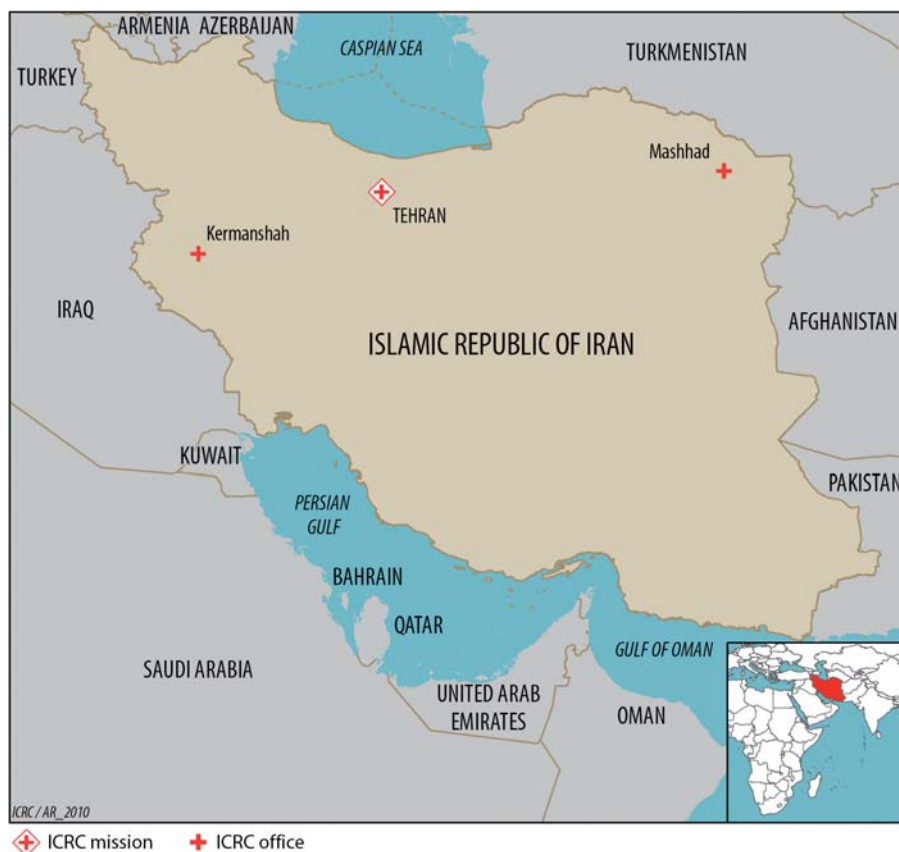 ARMENIA AZERBAIJAN
CASPIAN SEA
TURKMENISTAN
TURKEY
Mashhad
TEHRAN
Kermanshah
IRAQ
AFGHANISTAN
ISLAMIC REPUBLIC OF IRAN
KUWAIT
PAKISTAN
PERSIAN
GULF
BAHRAIN
QATAR
GULF OF OMAN
SAUDI ARABIA
UNITED ARAB
EMIRATES
OMAN
ICRC / AR_2010
ICRC mission
ICRC office